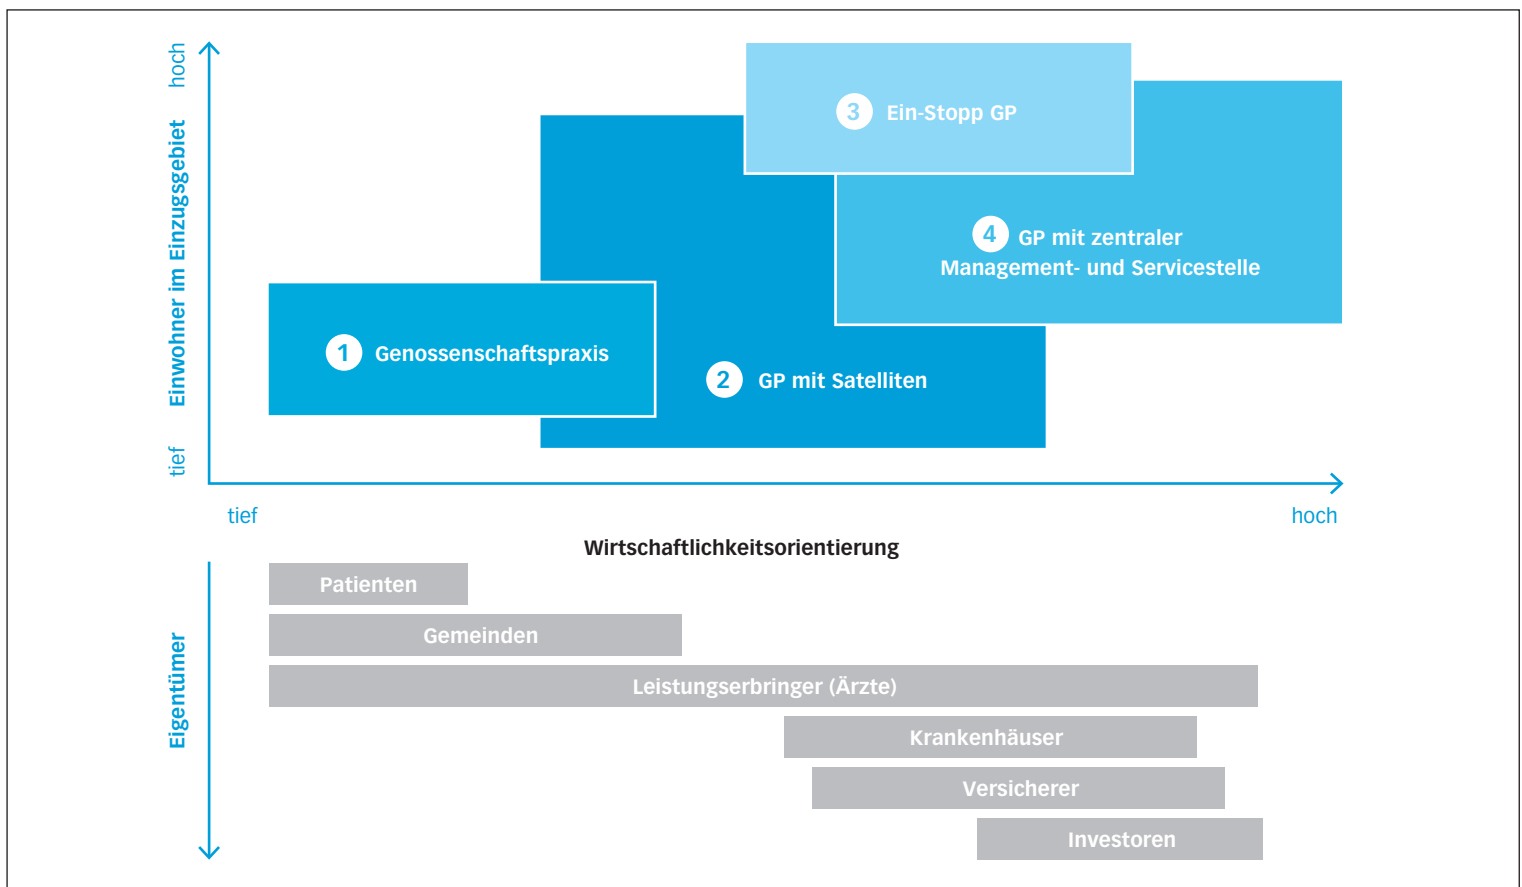 hoch
Einwohner im Einzugsgebiet
tief
3 Ein-Stopp GP
4 GP mit zentraler
Management- und Servicestelle
1 Genossenschaftspraxis
2 GP mit Satelliten
tief
hoch
Wirtschaftlichkeitsorientierung
Eigentümer
Patienten
Gemeinden
Leistungserbringer (Ärzte)
Krankenhäuser
Versicherer
Investoren